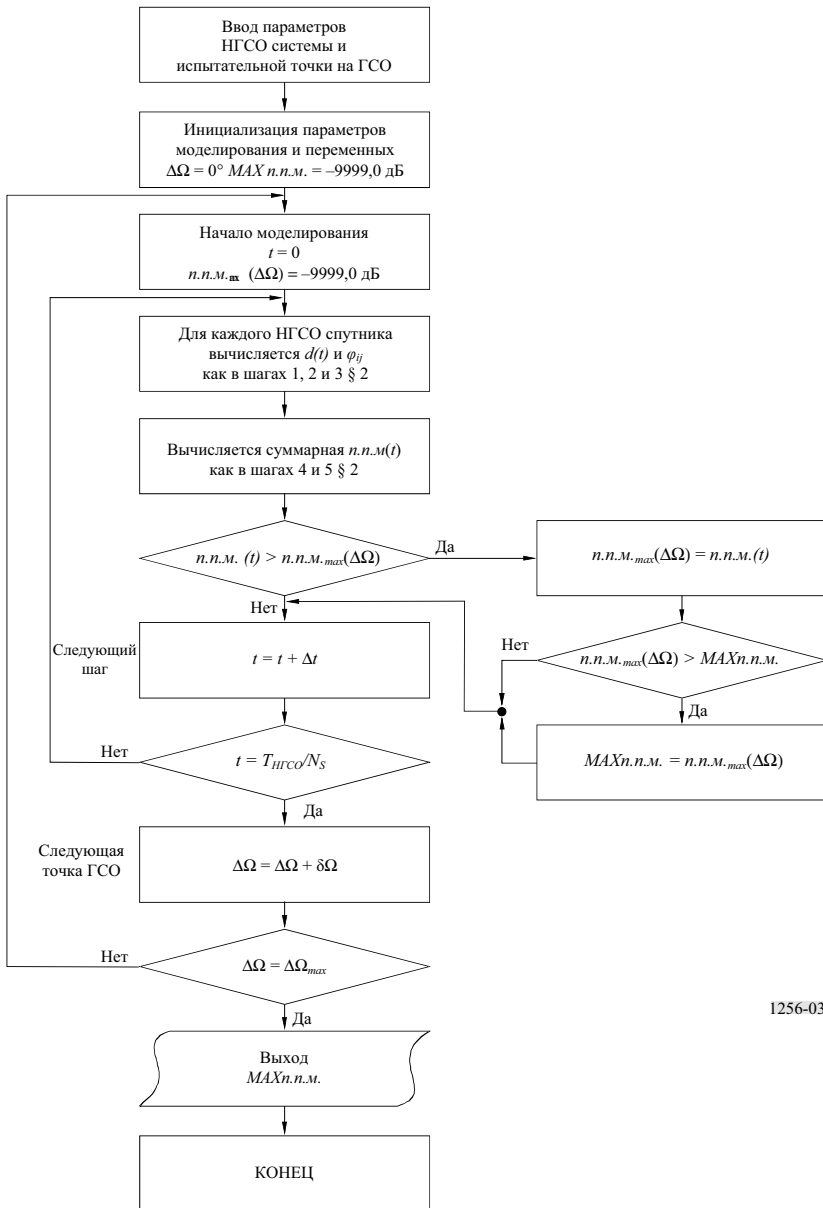 Ввод параметров
НГСО системы и
испытательной точки на ГСО
Инициализация параметров
моделирования и переменных
ΔΩ = 0° MAX п.п.м. = –9999,0 дБ
Начало моделирования
t = 0
п.п.м.max (ΔΩ) = –9999,0 дБ
Для каждого НГСО спутника
вычисляется d(t) и φij
как в шагах 1, 2 и 3 § 2
Вычисляется суммарная п.п.м(t)
как в шагах 4 и 5 § 2
п.п.м. (t) > п.п.м.max(ΔΩ)
Да
п.п.м.max(ΔΩ) = п.п.м.(t)
Нет
Следующий
шаг
t = t + Δt
Нет
п.п.м.max(ΔΩ) > MAXп.п.м.
Да
MAXп.п.м. = п.п.м.max(ΔΩ)
Нет
t = TНГСО/NS
Да
Следующая
точка ГСО
ΔΩ = ΔΩ + δΩ
Нет
ΔΩ = ΔΩmax
Да
1256-03
Выход
MAXп.п.м.
КОНЕЦ